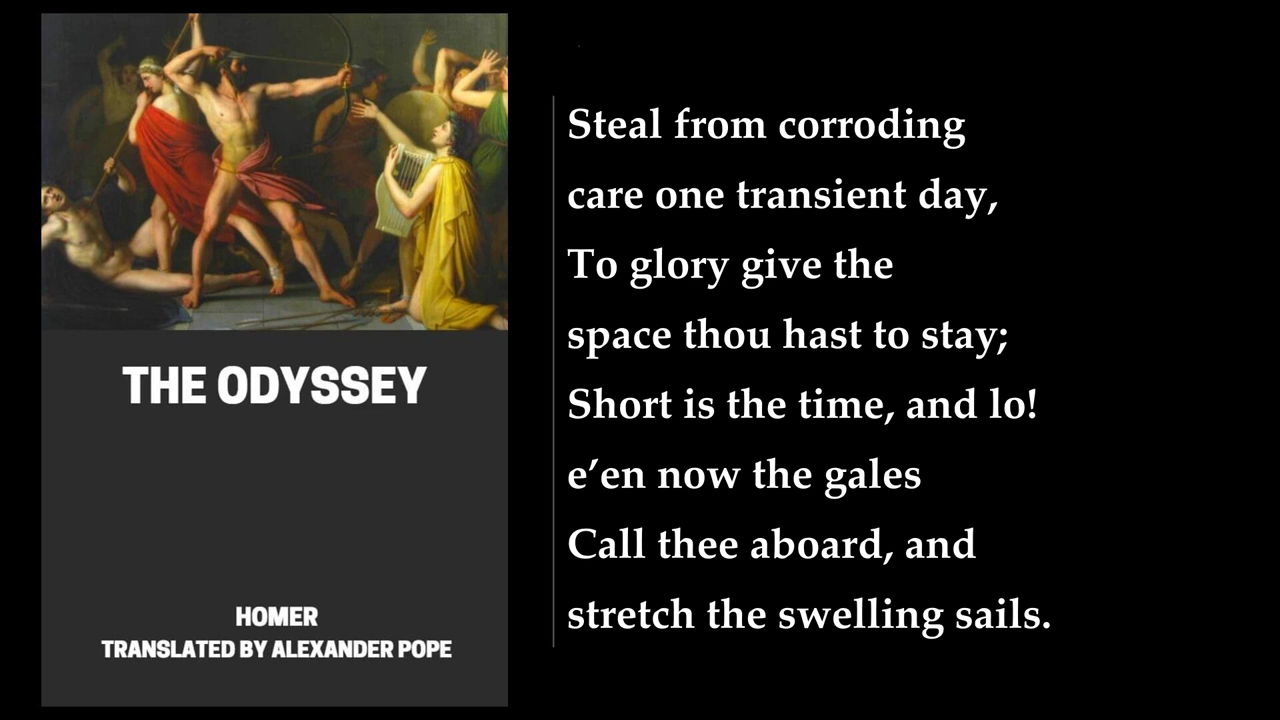 THE ODYSSEY
HOMER
TRANSLATED BY ALEXANDER POPE
Steal from corroding
care one transient day,
To glory give the
space thou hast to stay;
Short is the time, and lo!
e’en now the gales
Call thee aboard, and
stretch the swelling sails.